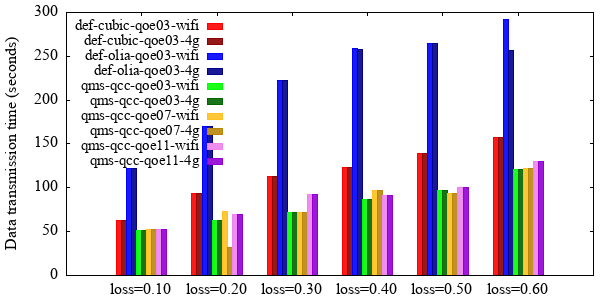 300
250
200
150
100
50
0
Data transmission time (seconds)
def-cubic-qoe03-wifi
def-cubic-qoe03-4g
def-olia-qoe03-wifi
def-olia-qoe03-4g
qms-qcc-qoe03-wifi
qms-qcc-qoe03-4g
qms-qcc-qoe07-wifi
qms-qcc-qoe07-4g
qms-qcc-qoe11-wifi
qms-qcc-qoe11-4g
loss=0.10 loss=0.20 loss=0.30 loss=0.40 loss=0.50 loss=0.60